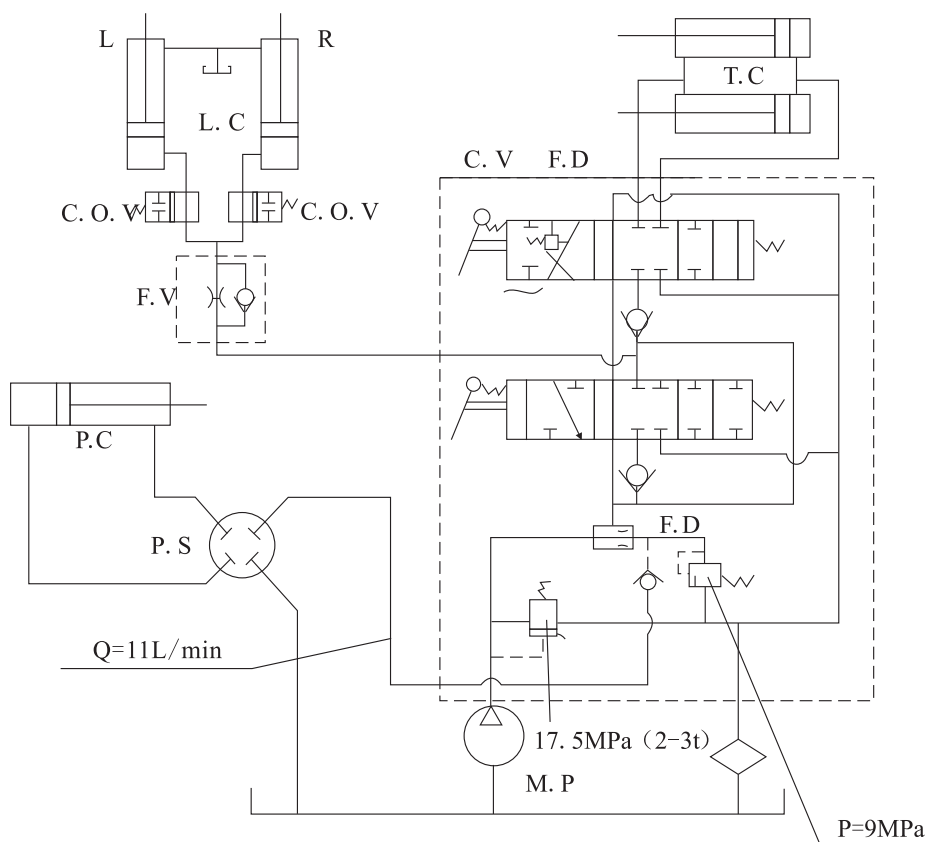 L
R
T.C
L. C
C. V F.D
C. O. V
C. O. V
F.V
P.C
F.D
P. S
Q=11L/min
17. 5MPa（2-3t）
M. P
P=9MPa